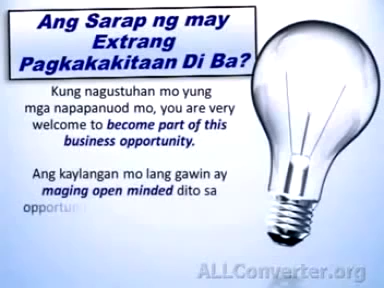 Ang Sarap ng may
Extrang
Pagkakakitaan Di Ba?
Kung nagustuhan mo yung
mga napapanuod mo, you are very
welcome to become part of this
business opportunity.
Ang kaylangan mo lang gawin ay
maging open minded dito sa
ALLConverter.org